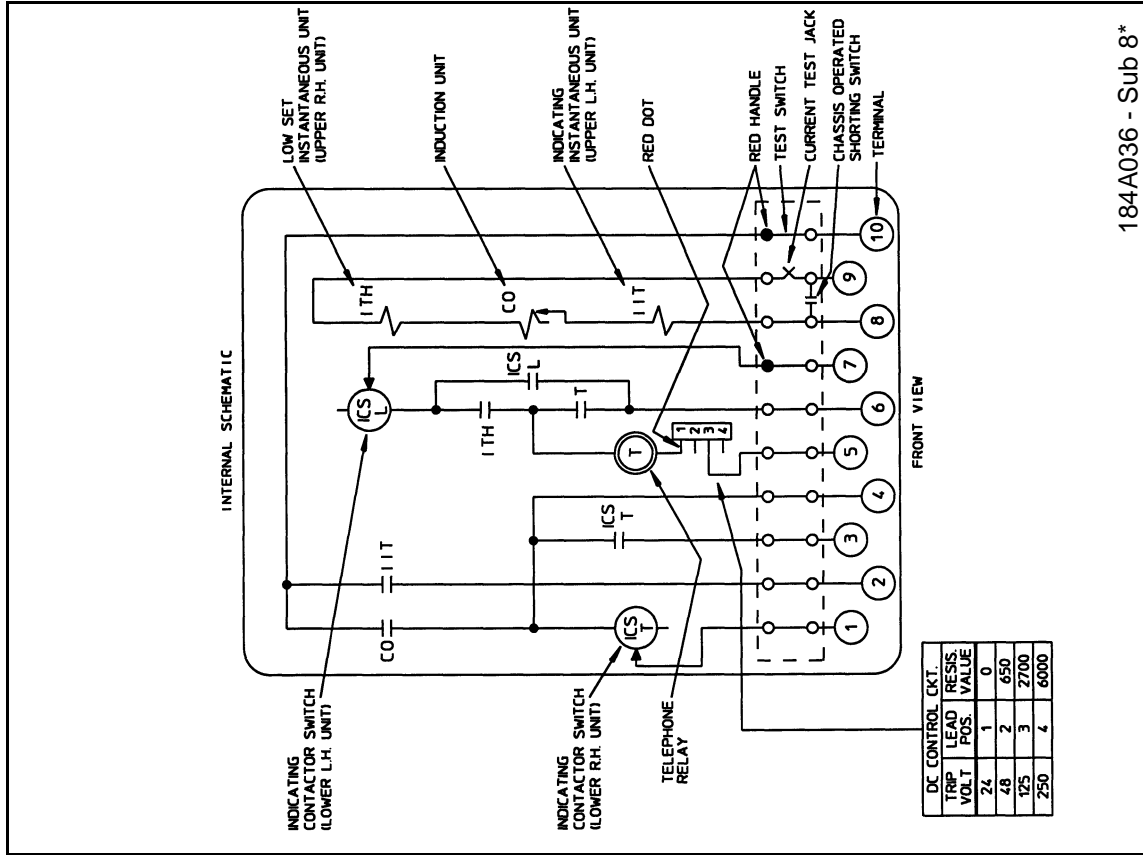 INTERNAL SCHEMATIC
LOW SET
INSTANTANEOUS UNIT
(UPPER R.H. UNIT)
INDUCTION UNIT
INDICATING
INSTANTANEOUS UNIT
(UPPER L.H. UNIT)
RED DOT
RED HANDLE
TEST SWITCH
CURRENT TEST JACK
CHASSIS OPERATED
SHORTING SWITCH
TERMINAL
INDICATING
CONTACTOR SWITCH
(LOWER L.H. UNIT)
INDICATING
CONTACTOR SWITCH
(LOWER R.H. UNIT)
TELEPHONE
RELAY
CO
IIT
ICS
L
ITH
ITH
ICS
L
T
CO
IIT
ICS
T
ICS
T
T
1
2
3
4
1
2
3
4
5
6
7
8
9
10
FRONT VIEW
DC CONTROL CKT.
TRIP VOLT LEAD POS. RESIS. VALUE
24 1 0
48 2 650
125 3 2700
250 4 6000
184A036 - Sub 8*